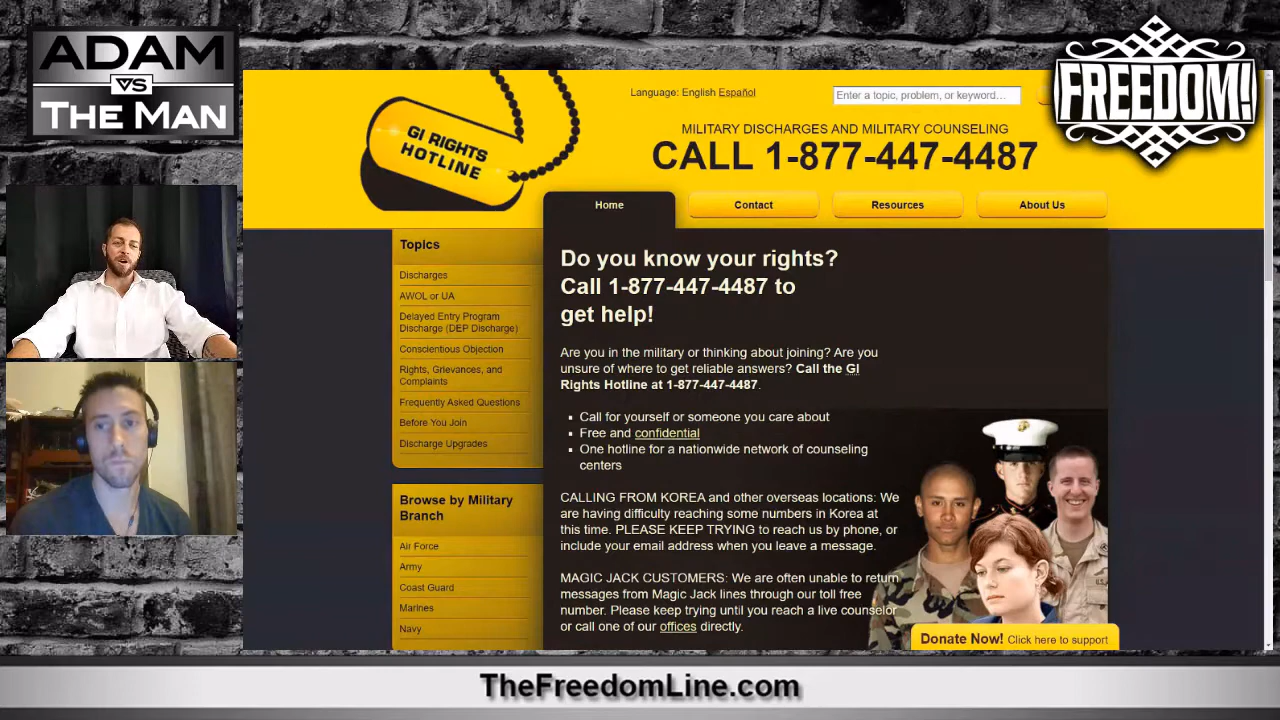 ADAM
VS
THE MAN
FREEDOM!
GI RIGHTS
HOTLINE
Language: English Español
Enter a topic, problem, or keyword...
MILITARY DISCHARGES AND MILITARY COUNSELING
CALL 1-877-447-4487
Home
Contact
Resources
About Us
Topics
Discharges
AWOL or UA
Delayed Entry Program
Discharge (DEP Discharge)
Conscientious Objection
Rights, Grievances, and
Complaints
Frequently Asked Questions
Before You Join
Discharge Upgrades
Browse by Military
Branch
Air Force
Army
Coast Guard
Marines
Navy
Do you know your rights?
Call 1-877-447-4487 to
get help!
Are you in the military or thinking about joining? Are you
unsure of where to get reliable answers? Call the GI
Rights Hotline at 1-877-447-4487.
▪ Call for yourself or someone you care about
▪ Free and confidential
▪ One hotline for a nationwide network of counseling
centers
CALLING FROM KOREA and other overseas locations: We
are having difficulty reaching some numbers in Korea at
this time. PLEASE KEEP TRYING to reach us by phone, or
include your email address when you leave a message.
MAGIC JACK CUSTOMERS: We are often unable to return
messages from Magic Jack lines through our toll free
number. Please keep trying until you reach a live counselor
or call one of our offices directly.
Donate Now! Click here to support
TheFreedomLine.com